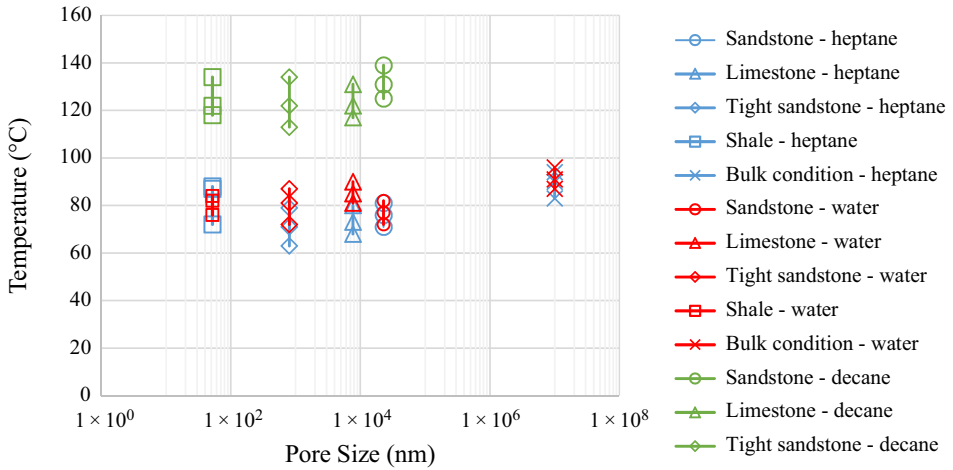 160
140
120
100
80
60
40
20
0
Temperature (°C)
1 × 10⁰
1 × 10²
1 × 10⁴
1 × 10⁶
1 × 10⁸
Pore Size (nm)
Sandstone - heptane
Limestone - heptane
Tight sandstone - heptane
Shale - heptane
Bulk condition - heptane
Sandstone - water
Limestone - water
Tight sandstone - water
Shale - water
Bulk condition - water
Sandstone - decane
Limestone - decane
Tight sandstone - decane